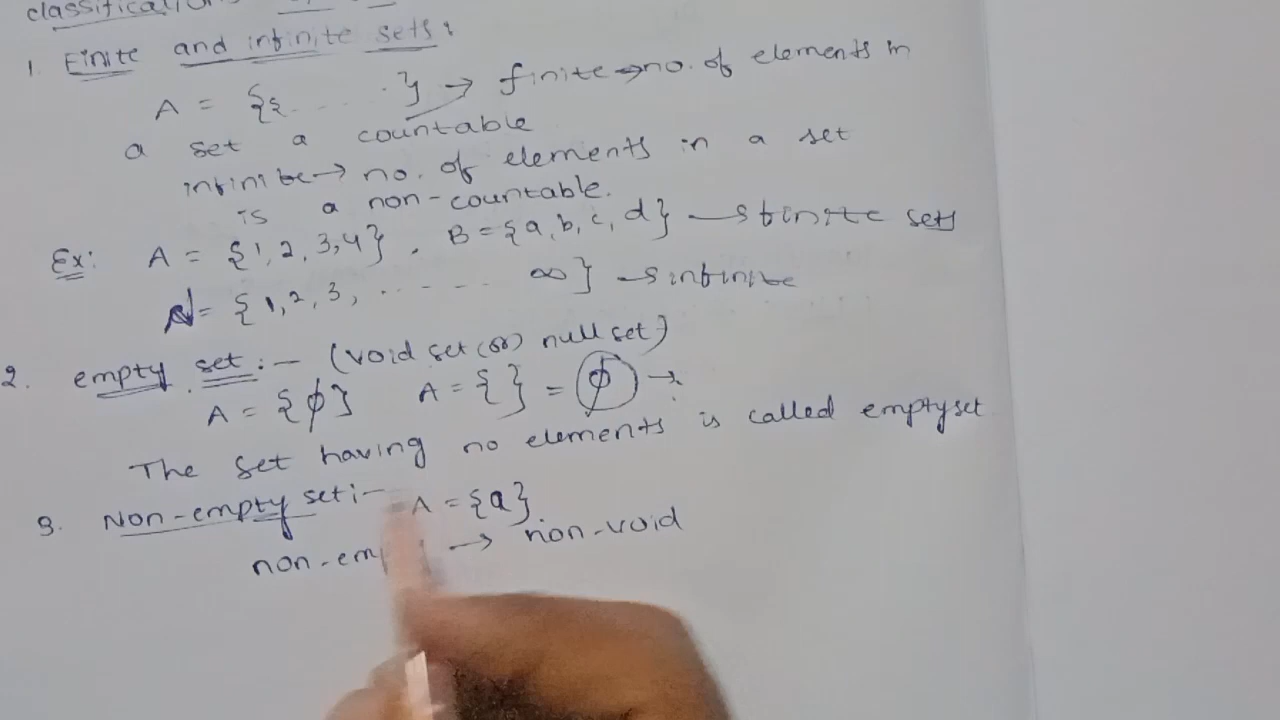 classifications
1. Finite and infinite sets:
A = {ξ. . . . . .} → finite → no. of elements in
a set a countable
infinite → no. of elements in a set
is a non-countable.
Ex: A = {1, 2, 3, 4} . B = {a, b, c, d} → finite sets
N = {1, 2, 3, . . . . . . ∞} → infinite
2. empty set :- (void set (or) null set)
A = {ϕ} A = { } = ϕ →
The set having no elements is called emptyset
3. Non-empty set :- A = {a}
non-emp → non-void